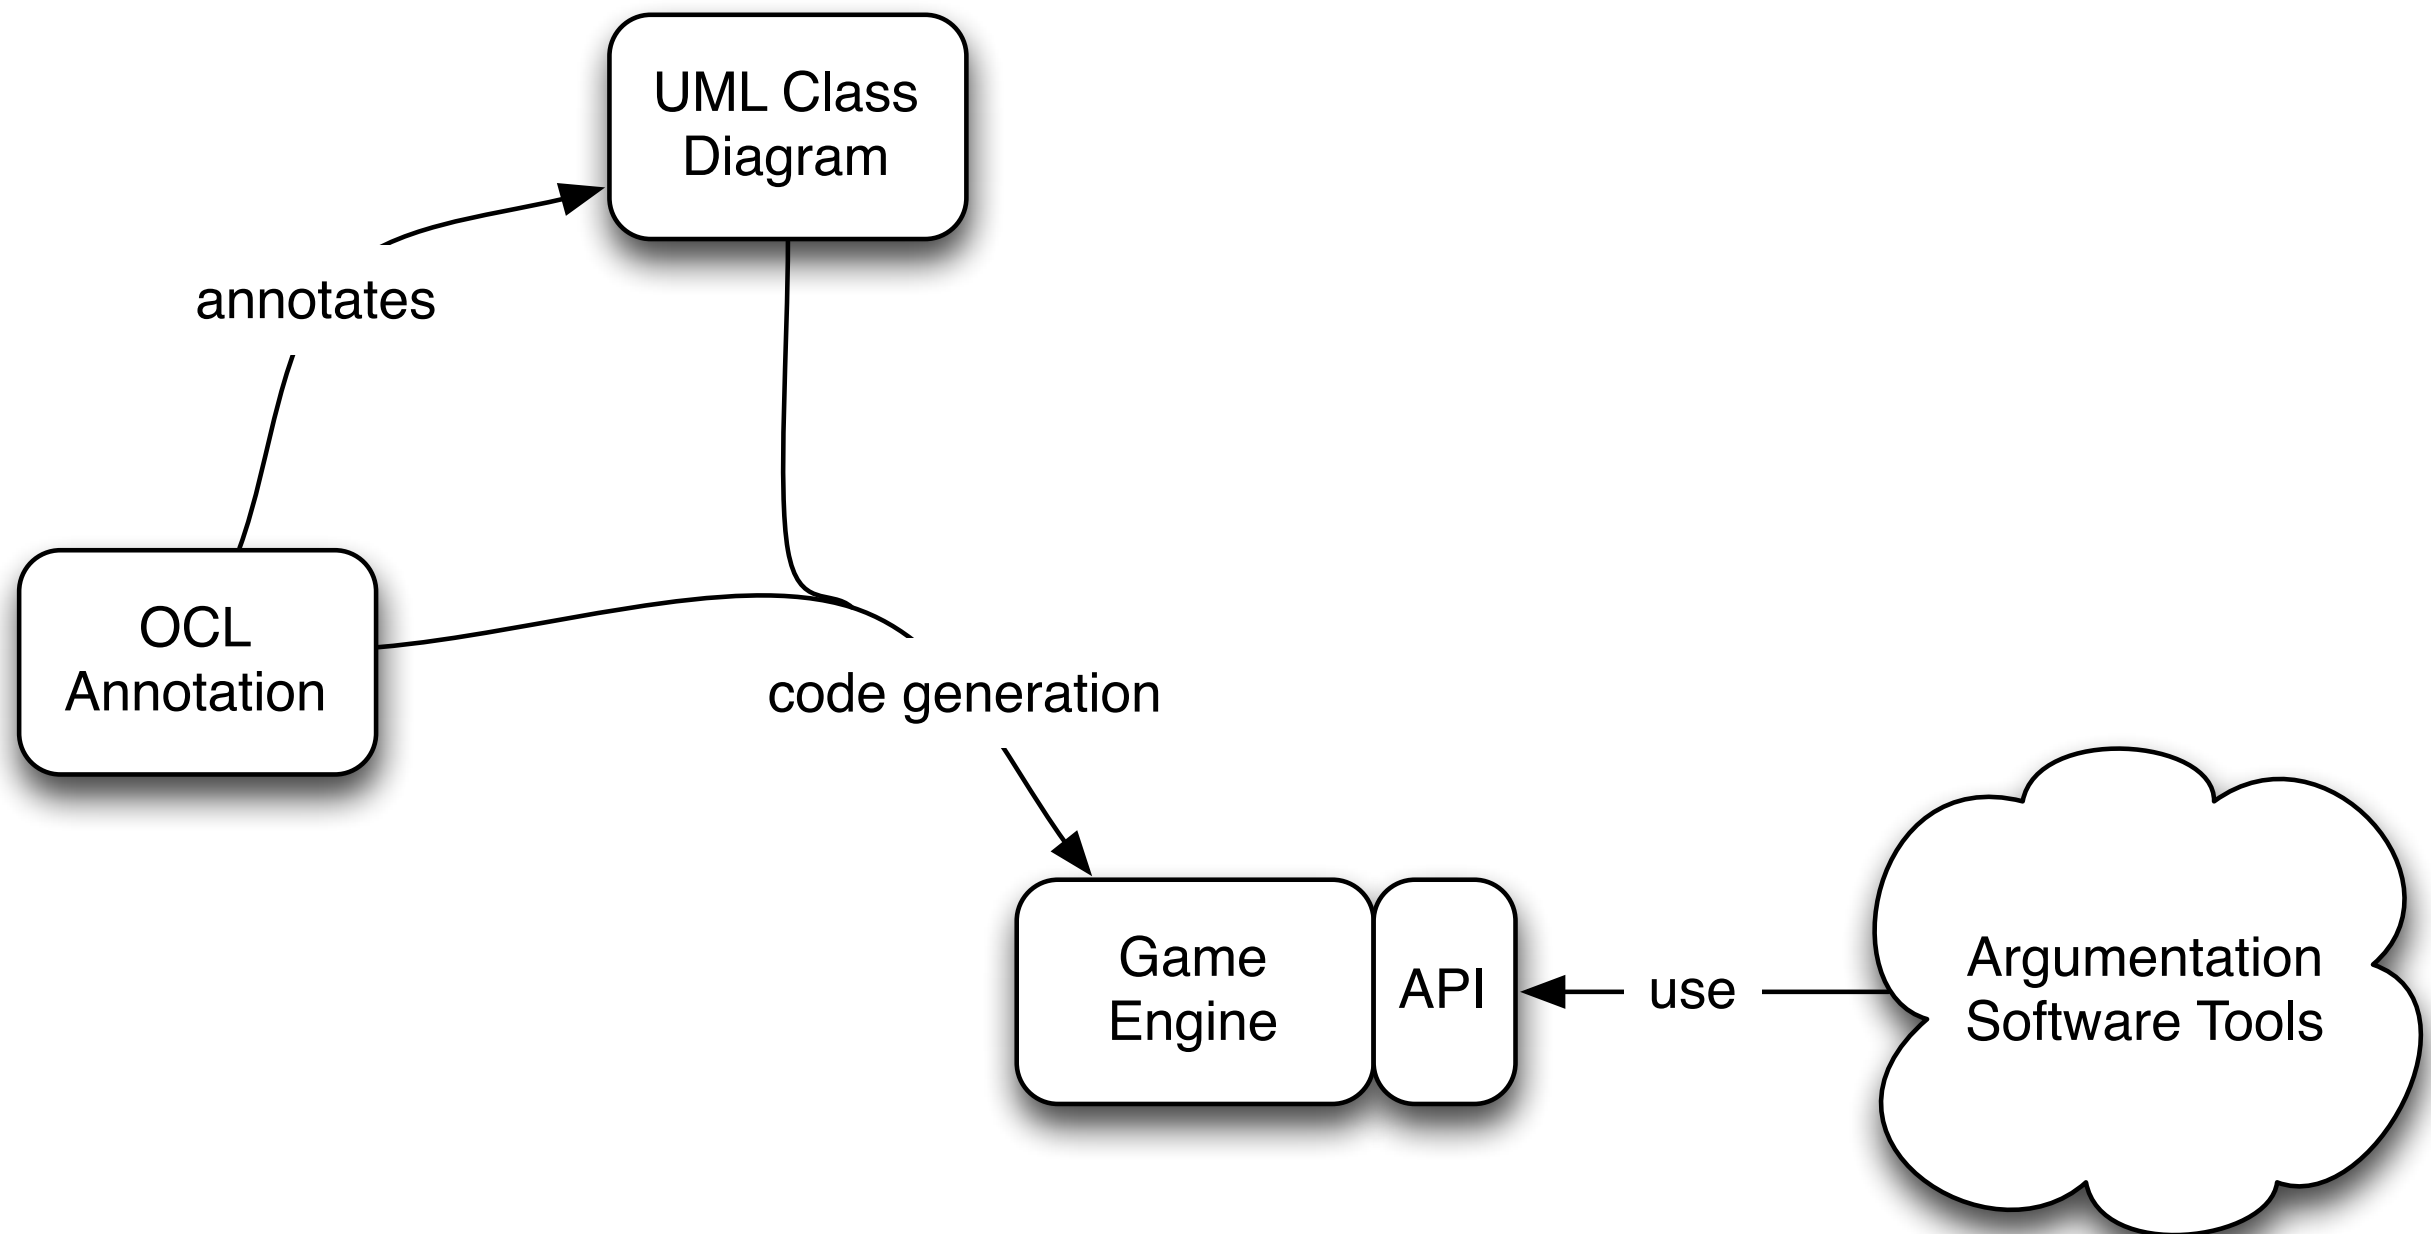 UML Class
Diagram
annotates
OCL
Annotation
code generation
Game
Engine
API
use
Argumentation
Software Tools